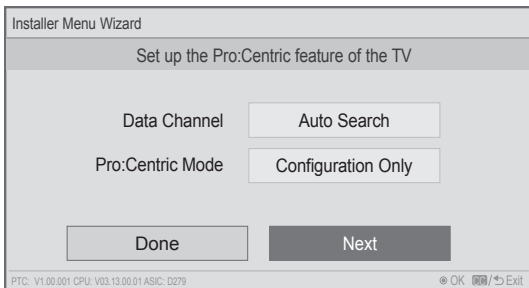 Installer Menu Wizard
Set up the Pro:Centric feature of the TV
Data Channel Auto Search
Pro:Centric Mode Configuration Only
Done Next
PTC: V1.00.001 CPU: V03.13.00.01 ASIC: D279 OK CC / Exit